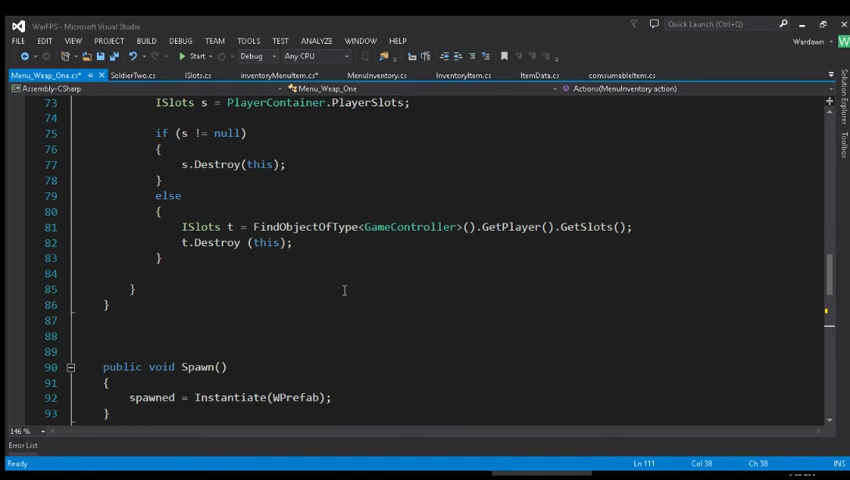 WarFPS - Microsoft Visual Studio
Quick Launch (Ctrl+Q)
FILE EDIT VIEW PROJECT BUILD DEBUG TEAM TOOLS TEST ANALYZE WINDOW HELP
Wardawn W
Start Debug Any CPU
Menu_Weap_One.cs* SoldierTwo.cs ISlots.cs inventoryMenuItem.cs* MenuInventory.cs InventoryItem.cs ItemData.cs comsumableItem.cs
Assembly-CSharp Menu_Weap_One Actions(MenuInventory action)
73 ISlots s = PlayerContainer.PlayerSlots;
74
75 if (s != null)
76 {
77 s.Destroy(this);
78 }
79 else
80 {
81 ISlots t = FindObjectOfType<GameController>().GetPlayer().GetSlots();
82 t.Destroy (this);
83 }
84
85 }
86 }
87
88
89
90 public void Spawn()
91 {
92 spawned = Instantiate(WPrefab);
93 }
Solution Explorer
Toolbox
146 %
Error List
Ready Ln 111 Col 38 Ch 38 INS